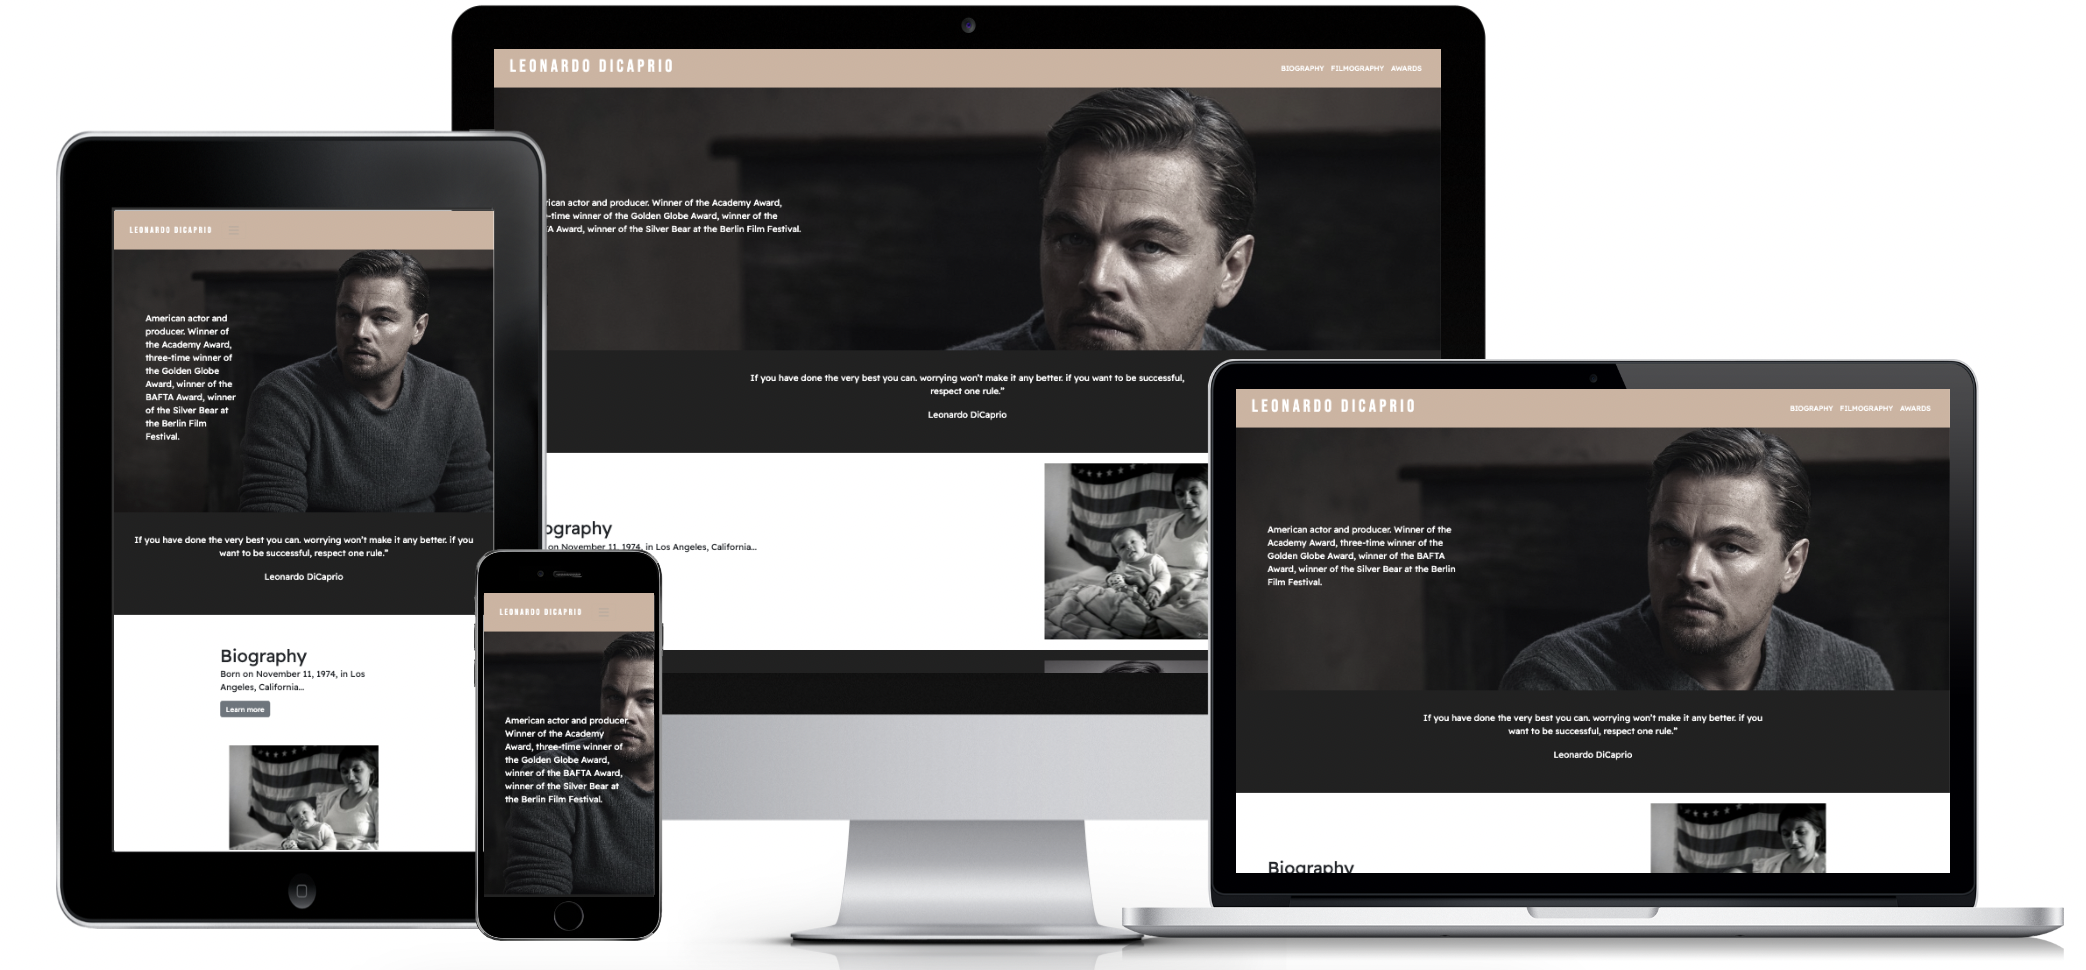 LEONARDO DICAPRIO
BIOGRAPHY FILMOGRAPHY AWARDS
rican actor and producer. Winner of the Academy Award,
-time winner of the Golden Globe Award, winner of the
A Award, winner of the Silver Bear at the Berlin Film Festival.
If you have done the very best you can. worrying won't make it any better. if you want to be successful,
respect one rule."
Leonardo DiCaprio
ography
on November 11, 1974, in Los Angeles, California...
LEONARDO DICAPRIO
American actor and
producer. Winner of
the Academy Award,
three-time winner of
the Golden Globe
Award, winner of the
BAFTA Award, winner
of the Silver Bear at
the Berlin Film
Festival.
If you have done the very best you can. worrying won't make it any better. if you
want to be successful, respect one rule."
Leonardo DiCaprio
Biography
Born on November 11, 1974, in Los
Angeles, California...
Learn more
LEONARDO DICAPRIO
American actor and producer.
Winner of the Academy
Award, three-time winner of
the Golden Globe Award,
winner of the BAFTA Award,
winner of the Silver Bear at
the Berlin Film Festival.
LEONARDO DICAPRIO
BIOGRAPHY FILMOGRAPHY AWARDS
American actor and producer. Winner of the
Academy Award, three-time winner of the
Golden Globe Award, winner of the BAFTA
Award, winner of the Silver Bear at the Berlin
Film Festival.
If you have done the very best you can. worrying won't make it any better. if you
want to be successful, respect one rule."
Leonardo DiCaprio
Biography